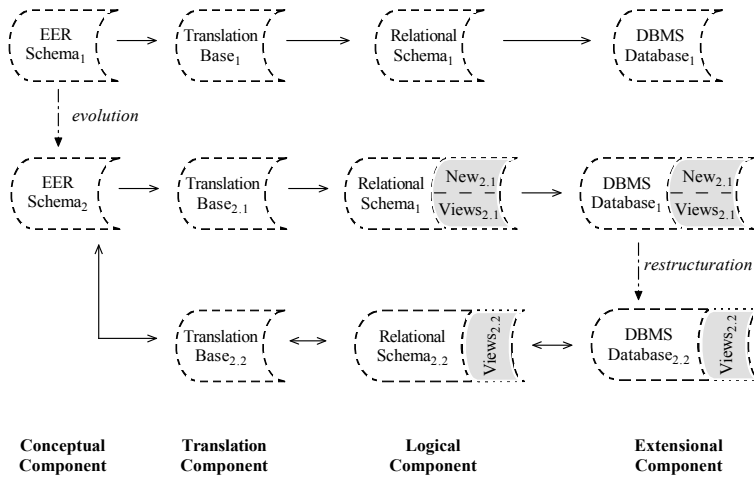 EER
Schema1
Translation
Base1
Relational
Schema1
DBMS
Database1
evolution
EER
Schema2
Translation
Base2.1
Relational
Schema1
New2.1
Views2.1
DBMS
Database1
New2.1
Views2.1
restructuration
Translation
Base2.2
Relational
Schema2.2
Views2.2
DBMS
Database2.2
Views2.2
Conceptual
Component
Translation
Component
Logical
Component
Extensional
Component